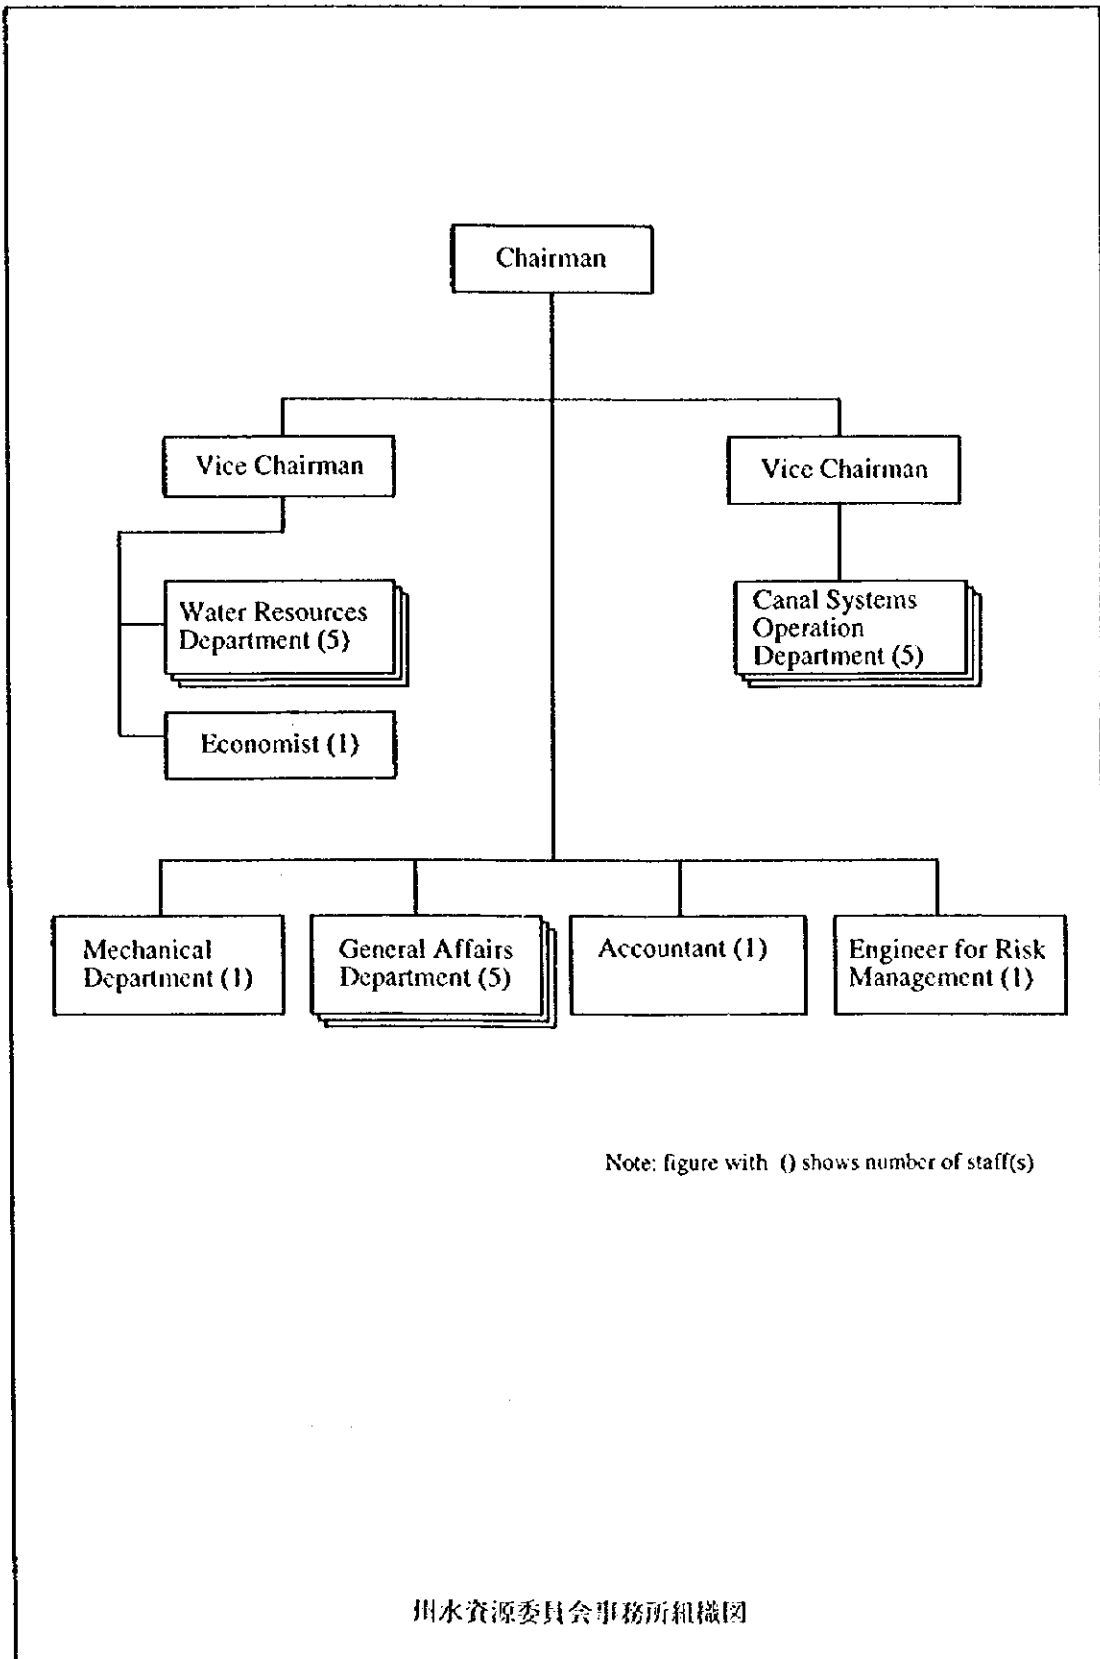 Chairman
Vice Chairman
Vice Chairman
Water Resources
Department (5)
Canal Systems
Operation
Department (5)
Economist (1)
Mechanical
Department (1)
General Affairs
Department (5)
Accountant (1)
Engineer for Risk
Management (1)
Note: figure with () shows number of staff(s)
州水資源委員会事務所組織図